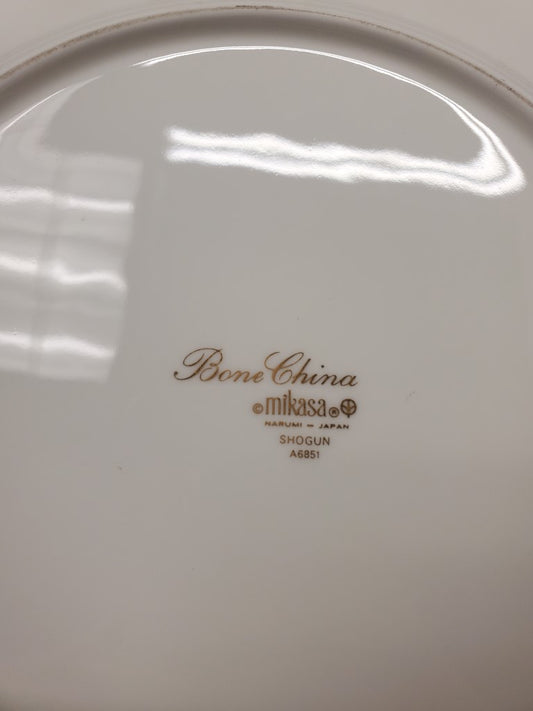 Bone China
©mikasa®
NARUMI – JAPAN
SHOGUN
A6851